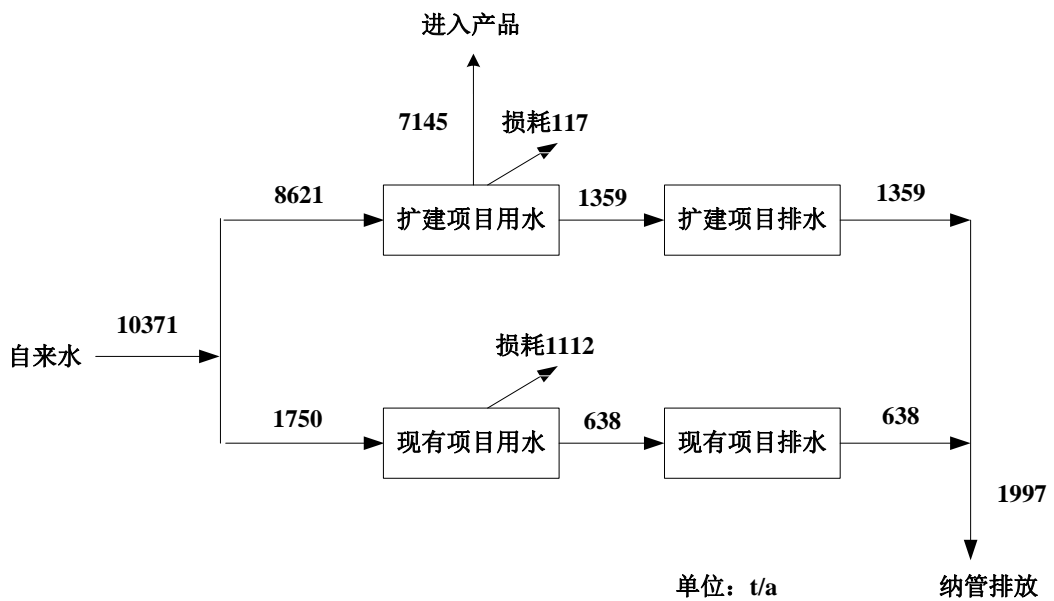 进入产品
7145
损耗117
8621
扩建项目用水
1359
扩建项目排水
1359
自来水
10371
损耗1112
1750
现有项目用水
638
现有项目排水
638
1997
单位：t/a
纳管排放